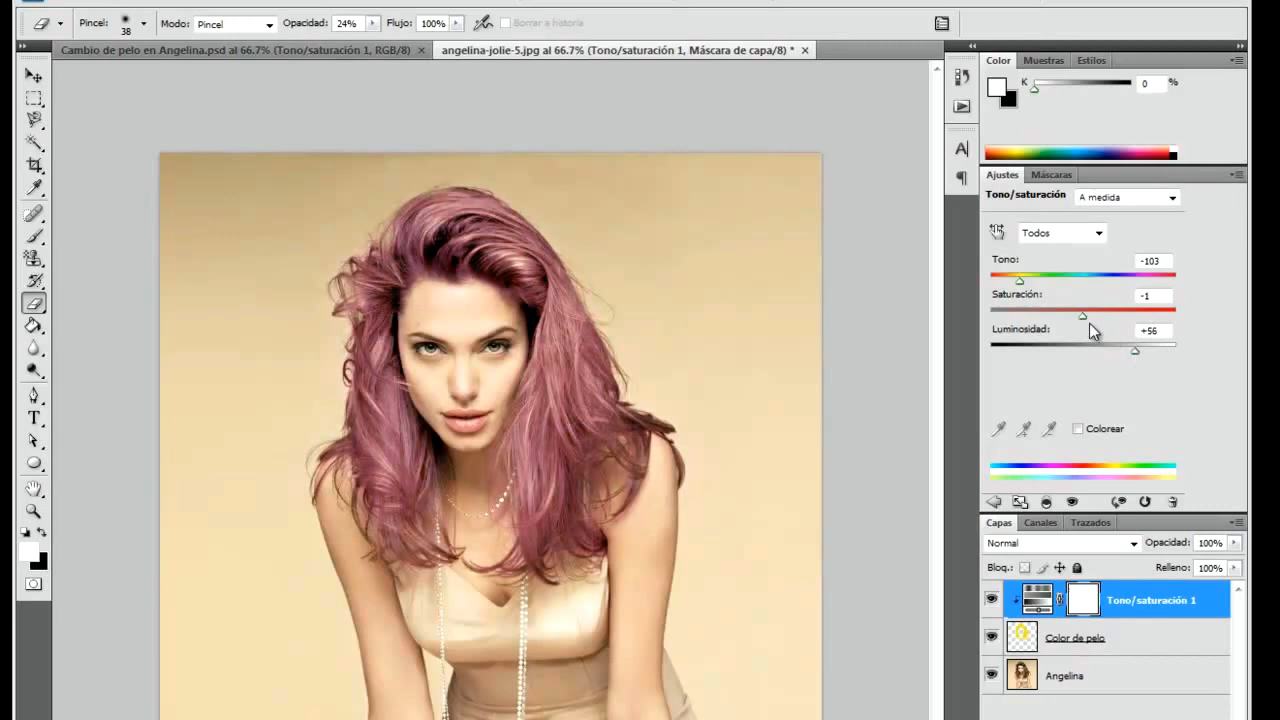 Pincel: 38 Modo: Pincel Opacidad: 24% Flujo: 100% Borrar a historia
Cambio de pelo en Angelina.psd al 66.7% (Tono/saturación 1, RGB/8) × angelina-jolie-5.jpg al 66.7% (Tono/saturación 1, Máscara de capa/8) * ×
Color Muestras Estilos
K 0 %
Ajustes Máscaras
Tono/saturación A medida
Todos
Tono: -103
Saturación: -1
Luminosidad: +56
Colorear
Capas Canales Trazados
Normal Opacidad: 100%
Bloq.: Relleno: 100%
Tono/saturación 1
Color de pelo
Angelina